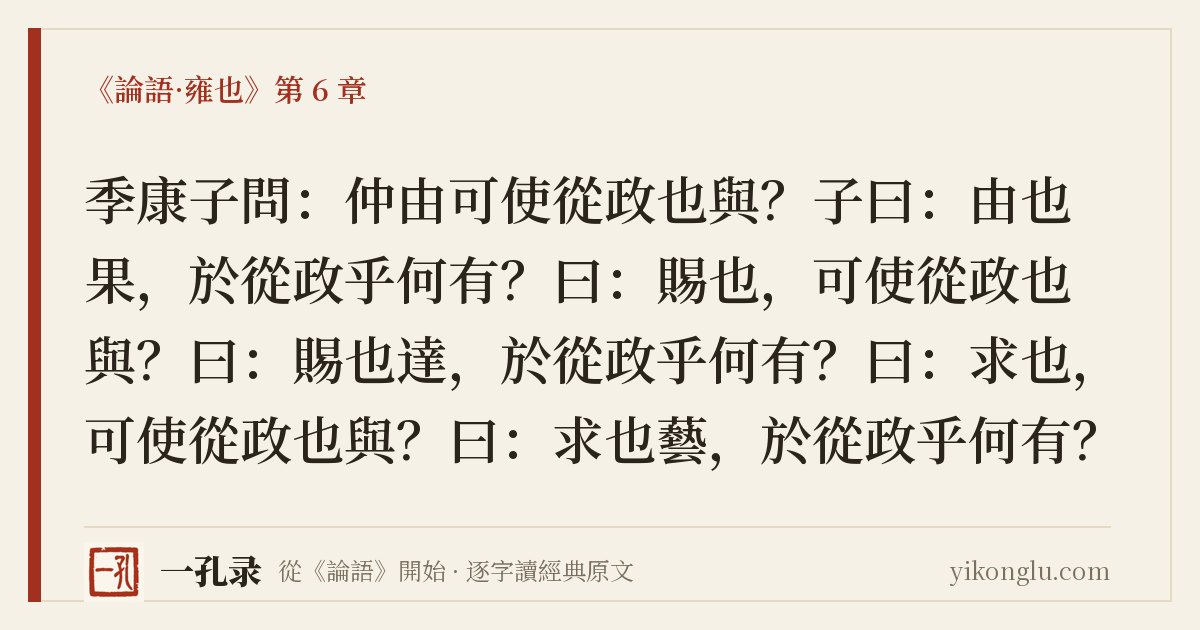 《論語·雍也》第 6 章
季康子問：仲由可使從政也與？子曰：由也
果，於從政乎何有？曰：賜也，可使從政也
與？曰：賜也達，於從政乎何有？曰：求也，
可使從政也與？曰：求也藝，於從政乎何有？
一孔
一孔录
從《論語》開始 · 逐字讀經典原文
yikonglu.com